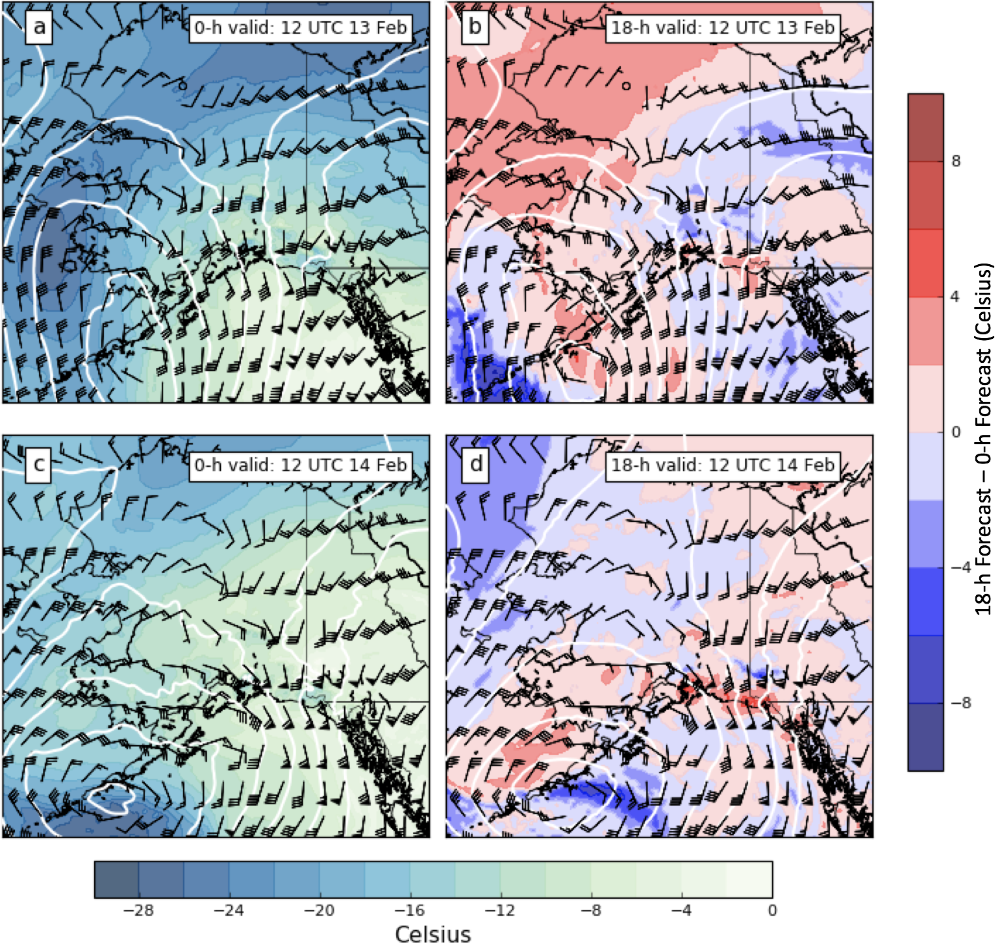 a
0-h valid: 12 UTC 13 Feb
b
18-h valid: 12 UTC 13 Feb
c
0-h valid: 12 UTC 14 Feb
d
18-h valid: 12 UTC 14 Feb
8
4
0
−4
−8
18-h Forecast – 0-h Forecast (Celsius)
−28 −24 −20 −16 −12 −8 −4 0
Celsius